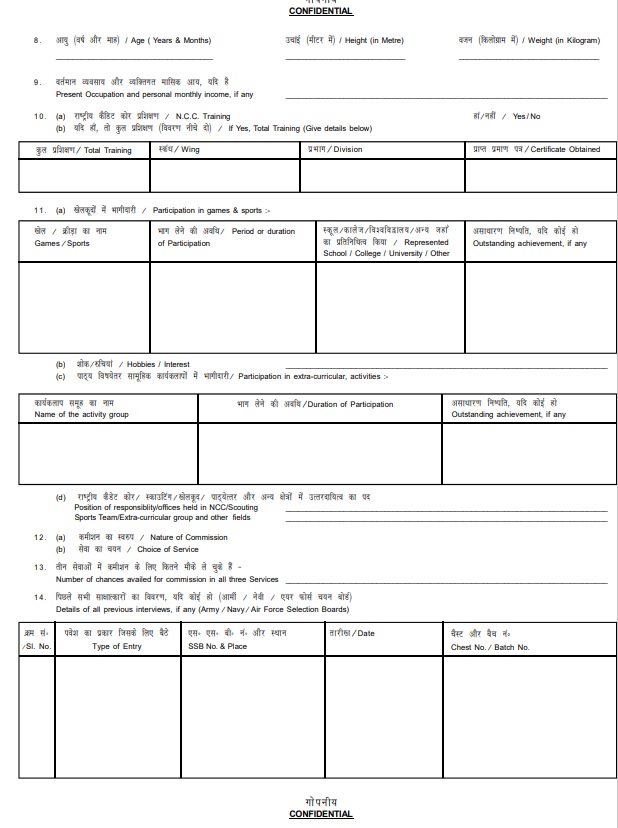 गोपनीय
CONFIDENTIAL
8. आयु (वर्ष और माह) / Age ( Years & Months) उचांई (मीटर में) / Height (in Metre) वजन (किलोग्राम में) / Weight (in Kilogram)
9. वर्तमान व्यवसाय और व्यक्तिगत मासिक आय, यदि है
Present Occupation and personal monthly income, if any
10. (a) राष्ट्रीय कैडिट कोर प्रशिक्षण / N.C.C. Training हां/नहीं / Yes/No
(b) यदि हाँ, तो कुल प्रशिक्षण (विवरण नीचे दो) / If Yes, Total Training (Give details below)
कुल प्रशिक्षण/ Total Training स्कंध/ Wing प्रभाग/ Division प्राप्त प्रमाण पत्र/ Certificate Obtained
11. (a) खेलकूदों में भागीदारी / Participation in games & sports :-
खेल / क्रीडा का नाम
Games / Sports
भाग लेने की अवधि/ Period or duration
of Participation
स्कूल/कालेज/विश्वविद्यालय/अन्य जहाँ
का प्रतिनिधित्व किया / Represented
School / College / University / Other
असाधारण निष्पति, यदि कोई हो
Outstanding achievement, if any
(b) शोक/रुचियां / Hobbies / Interest
(c) पाठ्य विषयेतर सामूहिक कार्यकलापों में भागीदारी/ Participation in extra-curricular, activities :-
कार्यकलाप समूह का नाम
Name of the activity group
भाग लेने की अवधि/Duration of Participation
असाधारण निष्पति, यदि कोई हो
Outstanding achievement, if any
(d) राष्ट्रीय कैडेट कोर/ स्काउटिंग/खेलकूद/ पाठ्येत्तर और अन्य क्षेत्रों में उत्तरदायित्व का पद
Position of responsiblity/offices held in NCC/Scouting
Sports Team/Extra-curricular group and other fields
12. (a) कमीशन का स्वरुप / Nature of Commission
(b) सेवा का चयन / Choice of Service
13. तीन सेवाओं में कमीशन के लिए कितने मौके ले चुके हैं -
Number of chances availed for commission in all three Services
14. पिछले सभी साक्षात्कारों का विवरण, यदि कोई हो (आर्मी / नेवी / एयर फोर्स चयन बोर्ड)
Details of all previous interviews, if any (Army / Navy / Air Force Selection Boards)
क्रम सं॰
/Sl. No.
पवेश का प्रकार जिसके लिए बैठे
Type of Entry
एस॰ एस॰ बी॰ नं॰ और स्थान
SSB No. & Place
तारीख/Date
चैस्ट और बैच नं॰
Chest No./ Batch No.
गोपनीय
CONFIDENTIAL